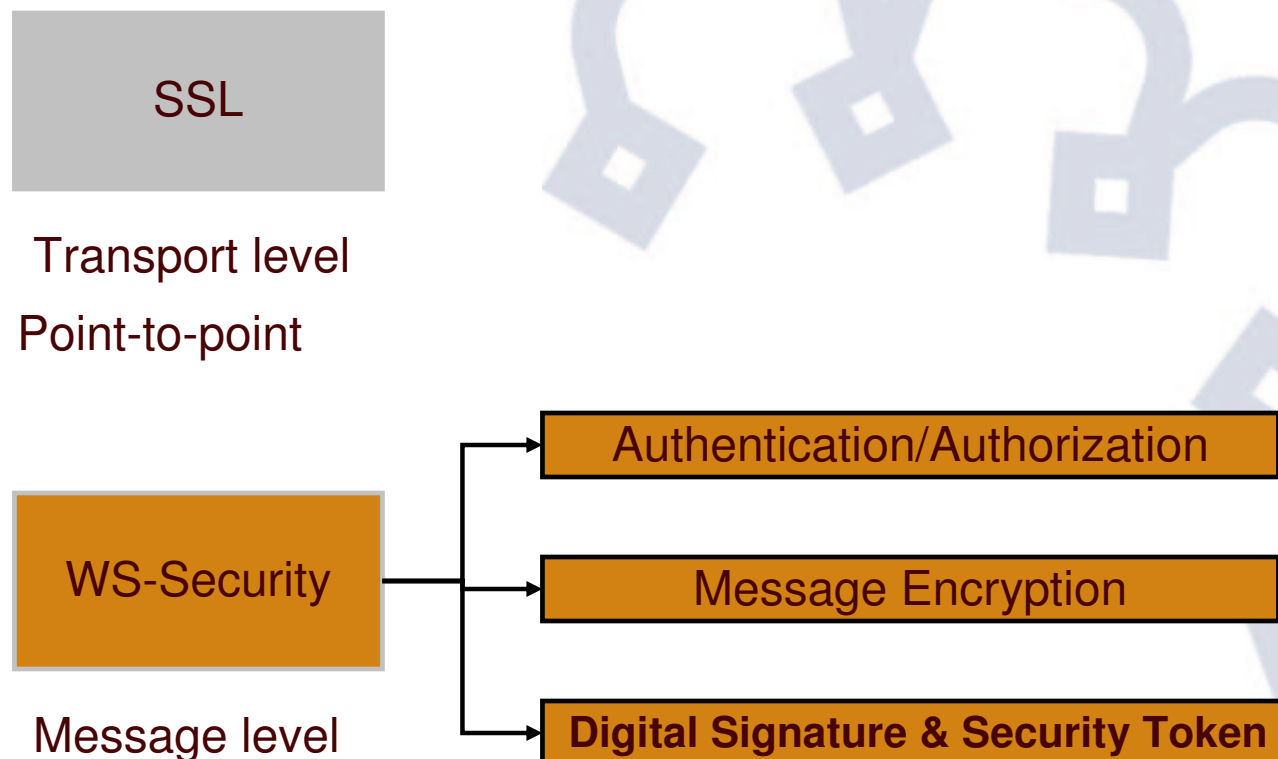 SSL
Transport level
Point-to-point
Authentication/Authorization
WS-Security
Message Encryption
Message level
Digital Signature & Security Token